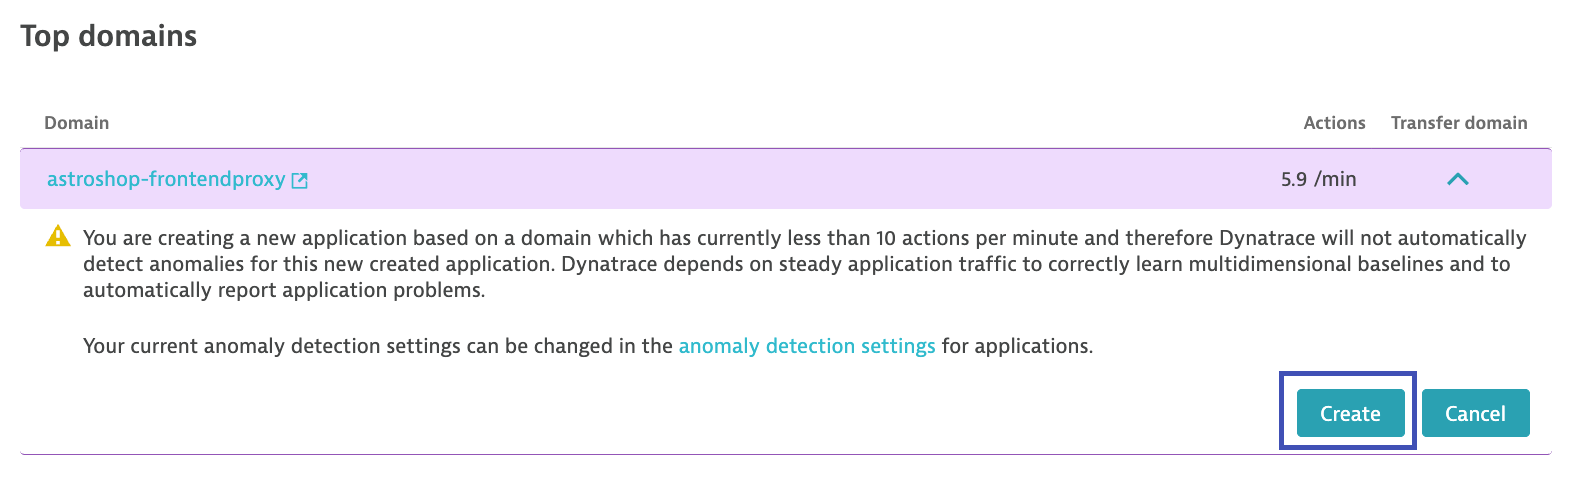 Top domains
Domain Actions Transfer domain
astroshop-frontendproxy 5.9 /min
You are creating a new application based on a domain which has currently less than 10 actions per minute and therefore Dynatrace will not automatically
detect anomalies for this new created application. Dynatrace depends on steady application traffic to correctly learn multidimensional baselines and to
automatically report application problems.
Your current anomaly detection settings can be changed in the anomaly detection settings for applications.
Create Cancel